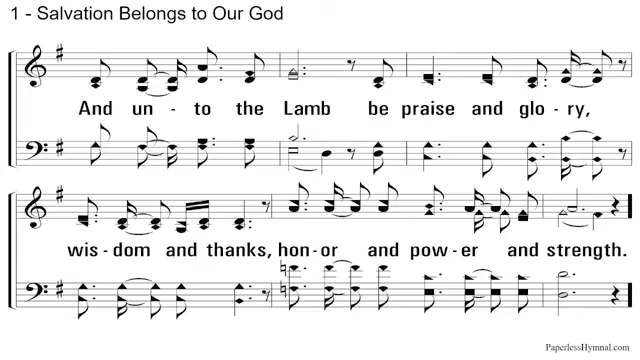 1 - Salvation Belongs to Our God
And un - to the Lamb be praise and glo - ry,
wis - dom and thanks, hon - or and pow - er and strength.
PaperlessHymnal.com